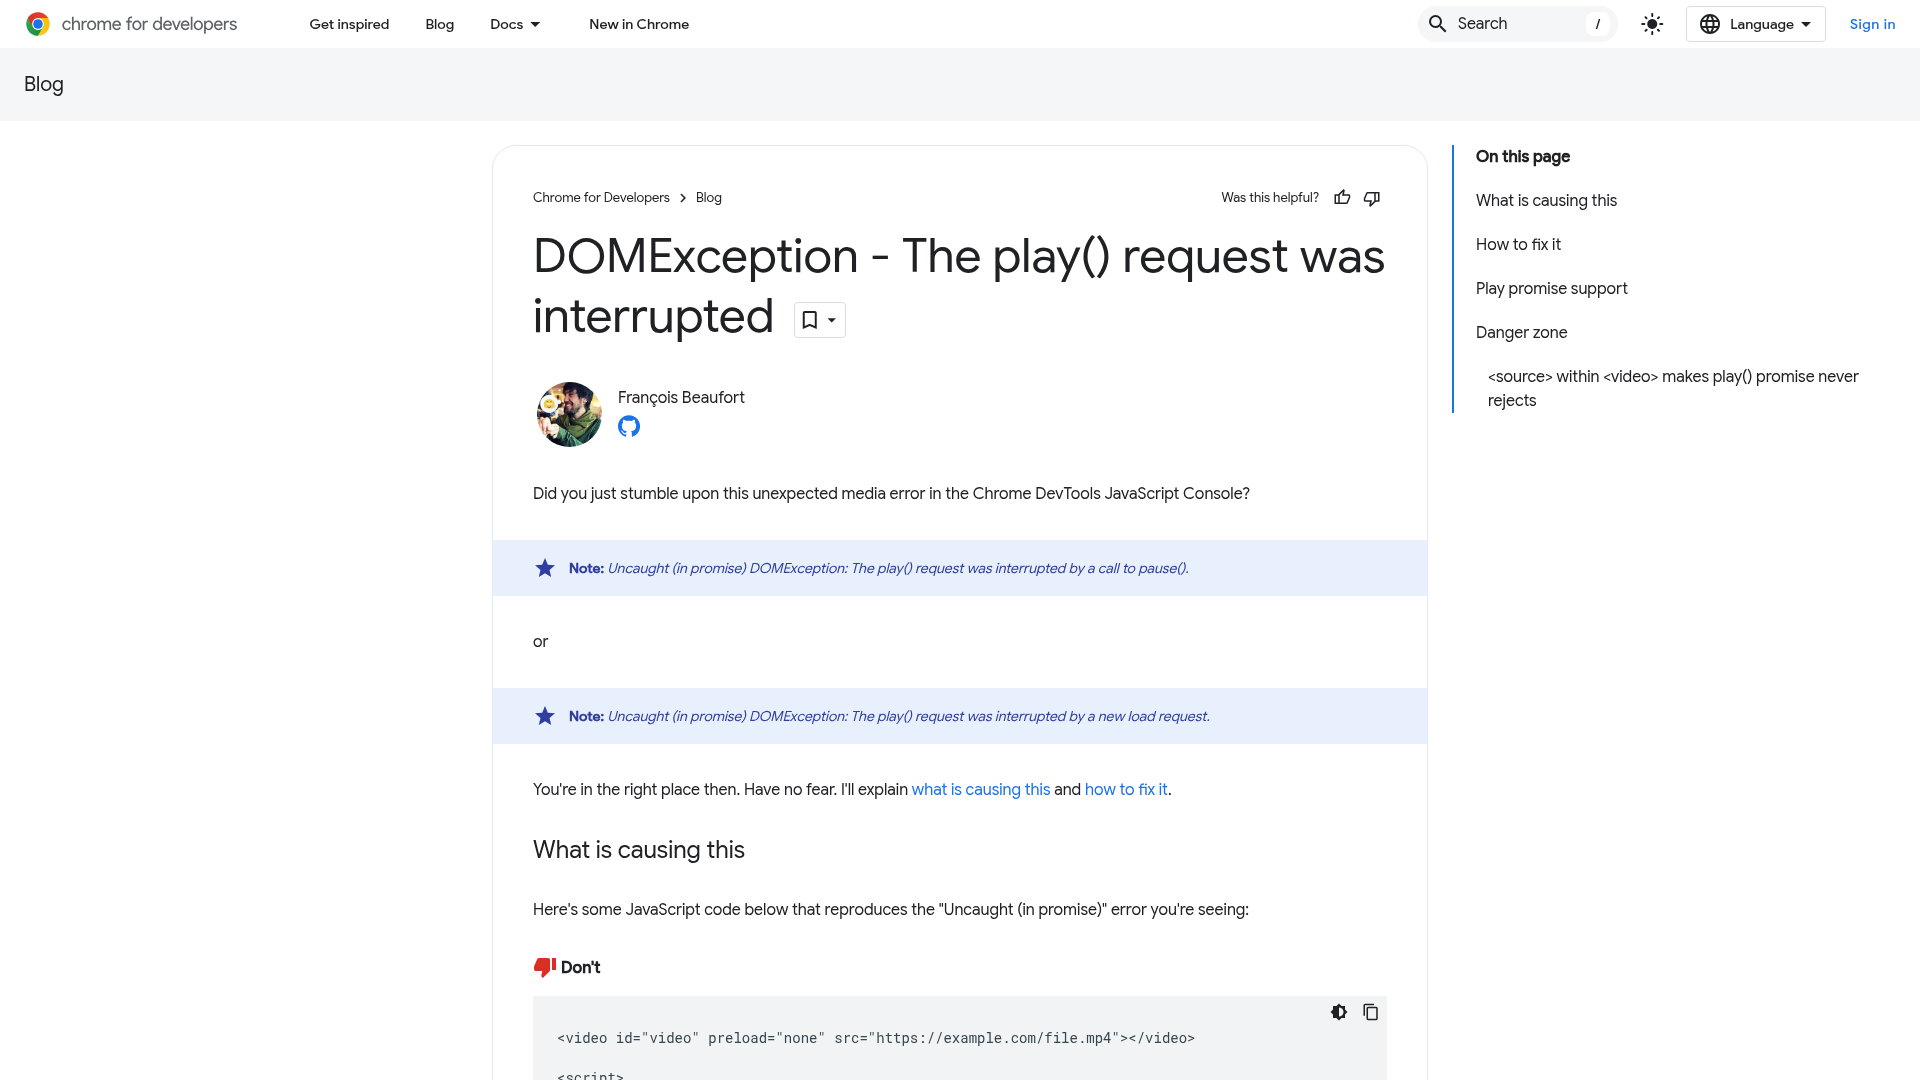 chrome for developers
Get inspired
Blog
Docs
New in Chrome
Search
/
Language
Sign in
Blog
Chrome for Developers
Blog
Was this helpful?
DOMException - The play() request was
interrupted
François Beaufort
Did you just stumble upon this unexpected media error in the Chrome DevTools JavaScript Console?
Note: Uncaught (in promise) DOMException: The play() request was interrupted by a call to pause().
or
Note: Uncaught (in promise) DOMException: The play() request was interrupted by a new load request.
You're in the right place then. Have no fear. I'll explain what is causing this and how to fix it.
What is causing this
Here's some JavaScript code below that reproduces the "Uncaught (in promise)" error you're seeing:
Don't
<video id="video" preload="none" src="https://example.com/file.mp4"></video>
<script>
On this page
What is causing this
How to fix it
Play promise support
Danger zone
<source> within <video> makes play() promise never
rejects